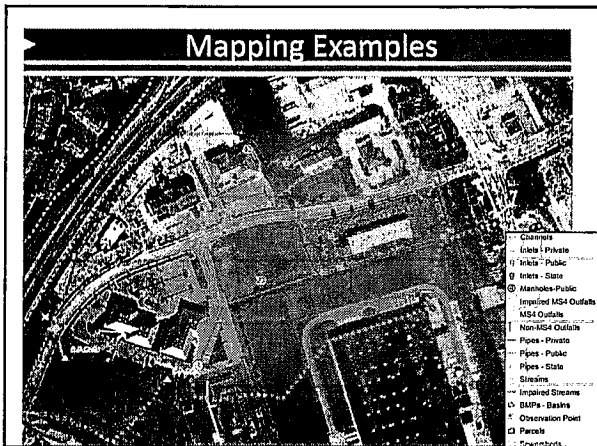 Mapping Examples
Channels
Inlets - Private
Inlets - Public
Inlets - State
Manholes-Public
Impaired MS4 Outfalls
MS4 Outfalls
Non-MS4 Outfalls
Pipes - Private
Pipes - Public
Pipes - State
Streams
Impaired Streams
BMPs - Basins
Observation Point
Parcels
Sewersheds